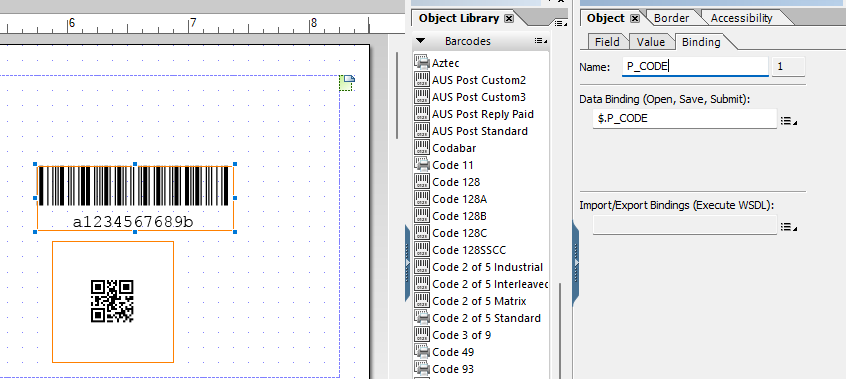 6 7 8
a1234567689b
Object Library
Barcodes
Aztec
AUS Post Custom2
AUS Post Custom3
AUS Post Reply Paid
AUS Post Standard
Codabar
Code 11
Code 128
Code 128A
Code 128B
Code 128C
Code 128SSCC
Code 2 of 5 Industrial
Code 2 of 5 Interleaved
Code 2 of 5 Matrix
Code 2 of 5 Standard
Code 3 of 9
Code 49
Code 93
Object Border Accessibility
Field Value Binding
Name: P_CODE 1
Data Binding (Open, Save, Submit):
$.P_CODE
Import/Export Bindings (Execute WSDL):